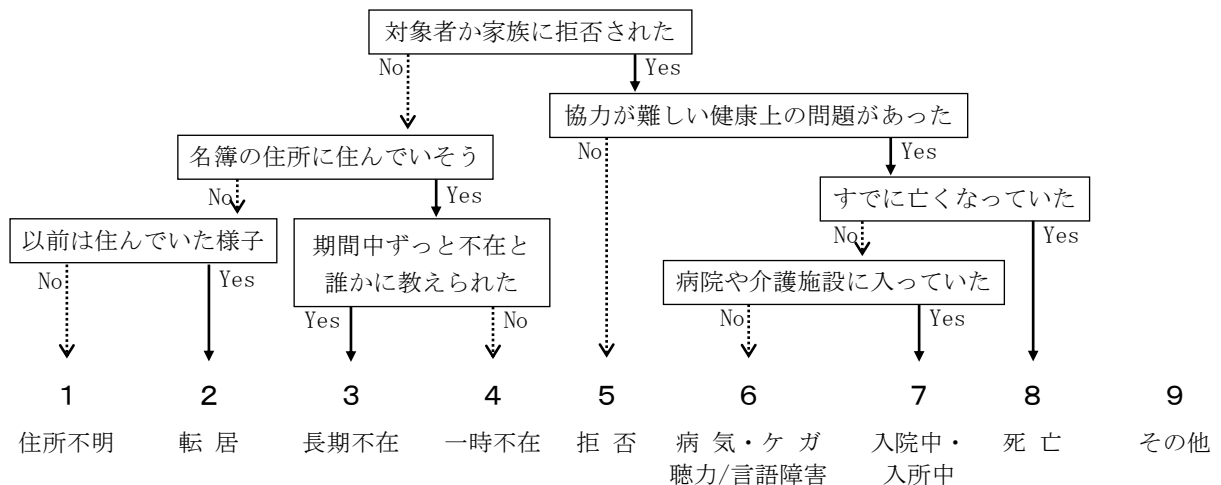 対象者か家族に拒否された
No
Yes
協力が難しい健康上の問題があった
名簿の住所に住んでいそう
No
Yes
No
Yes
すでに亡くなっていた
以前は住んでいた様子
期間中ずっと不在と
誰かに教えられた
No
Yes
病院や介護施設に入っていた
No
Yes
Yes
No
No
Yes
1 2 3 4 5 6 7 8 9
住所不明 転 居 長期不在 一時不在 拒 否 病 気・ケ ガ 入院中・ 死 亡 その他
聴力/言語障害 入所中